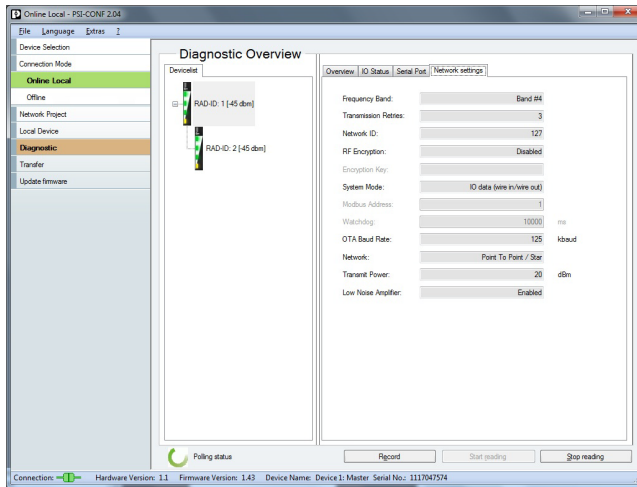 Online Local - PSI-CONF 2.04
File Language Extras ?
Device Selection
Connection Mode
Online Local
Offline
Network Project
Local Device
Diagnostic
Transfer
Update firmware
Diagnostic Overview
Devicelist
RAD-ID: 1 [-45 dbm]
RAD-ID: 2 [-45 dbm]
Overview IO Status Serial Port Network settings
Frequency Band: Band #4
Transmission Retries: 3
Network ID: 127
RF Encryption: Disabled
Encryption Key:
System Mode: IO data (wire in/wire out)
Modbus Address: 1
Watchdog: 10000 ms
OTA Baud Rate: 125 kbaud
Network: Point To Point / Star
Transmit Power: 20 dBm
Low Noise Amplifier: Enabled
Polling status Record Start reading Stop reading
Connection: Hardware Version: 1.1 Firmware Version: 1.43 Device Name: Device 1: Master Serial No.: 1117047574